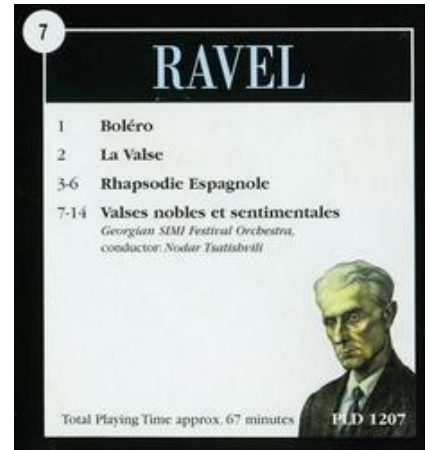 7
RAVEL
1 Boléro
2 La Valse
3-6 Rhapsodie Espagnole
7-14 Valses nobles et sentimentales
Georgian SIMI Festival Orchestra,
conductor: Nodar Tsatishvili
Total Playing Time approx. 67 minutes PLD 1207